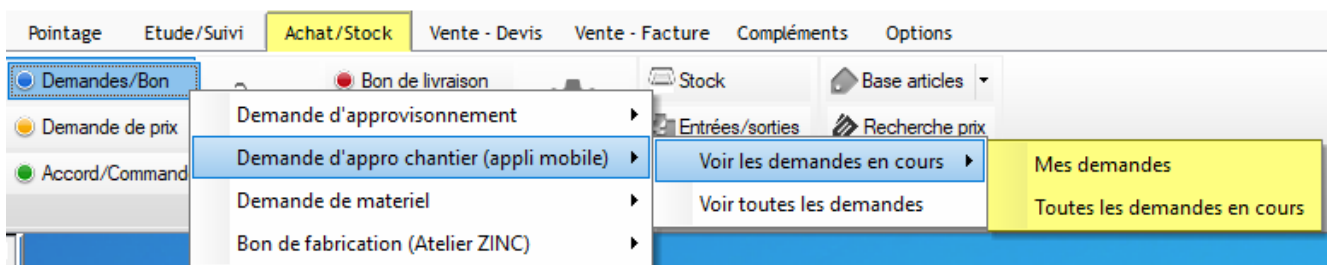 Pointage Etude/Suivi Achat/Stock Vente - Devis Vente - Facture Compléments Options
Demandes/Bon Bon de livraison Stock Base articles
Demande d'approvisonnement
Demande de prix Entrées/sorties Recherche prix
Demande d'appro chantier (appli mobile) Voir les demandes en cours Mes demandes
Accord/Command
Demande de materiel Voir toutes les demandes Toutes les demandes en cours
Bon de fabrication (Atelier ZINC)